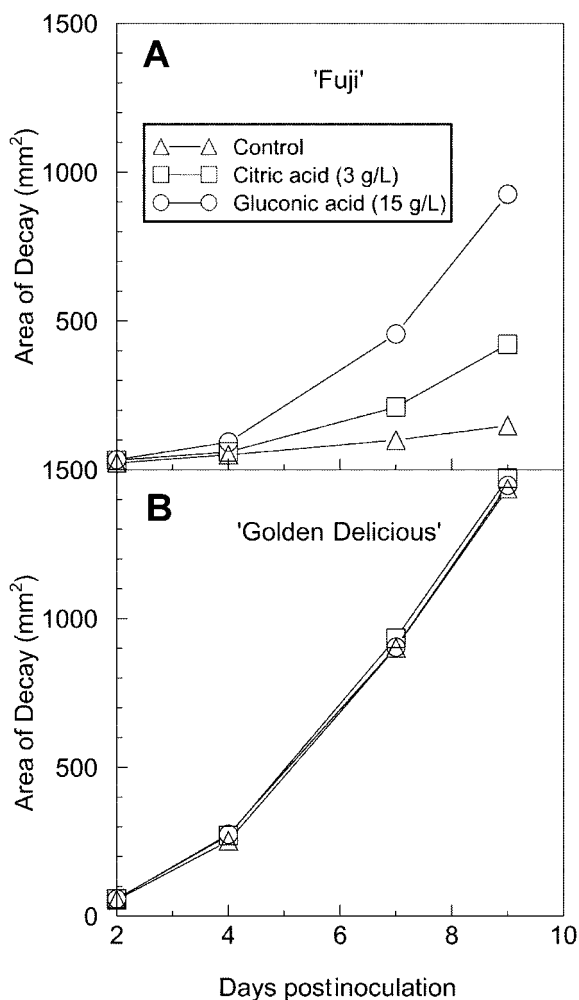 1500
A
'Fuji'
Control
Citric acid (3 g/L)
Gluconic acid (15 g/L)
1000
500
Area of Decay (mm²)
1500
B
'Golden Delicious'
1000
500
0
Area of Decay (mm²)
2 4 6 8 10
Days postinoculation